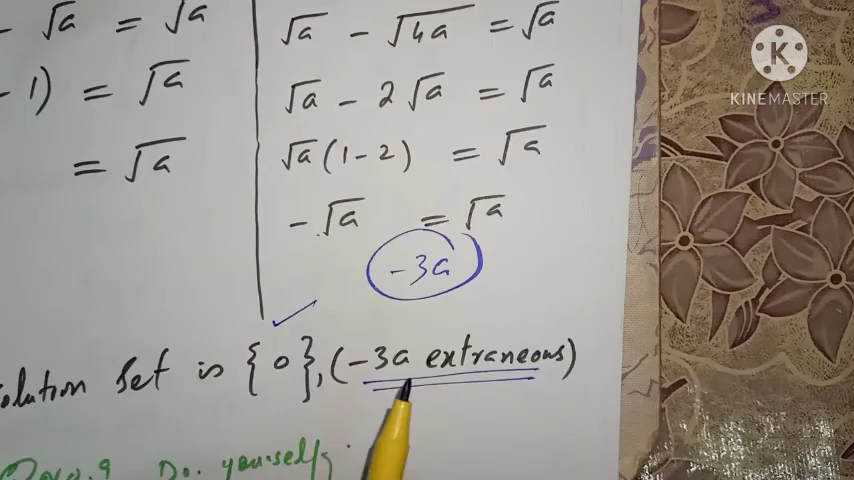 - √a = √a
- 1) = √a
= √a
√a - √4a = √a
√a - 2√a = √a
√a (1-2) = √a
-√a = √a
-3a
solution set is {0}, (-3a extraneous)
Do. yourself
K
KINEMASTER